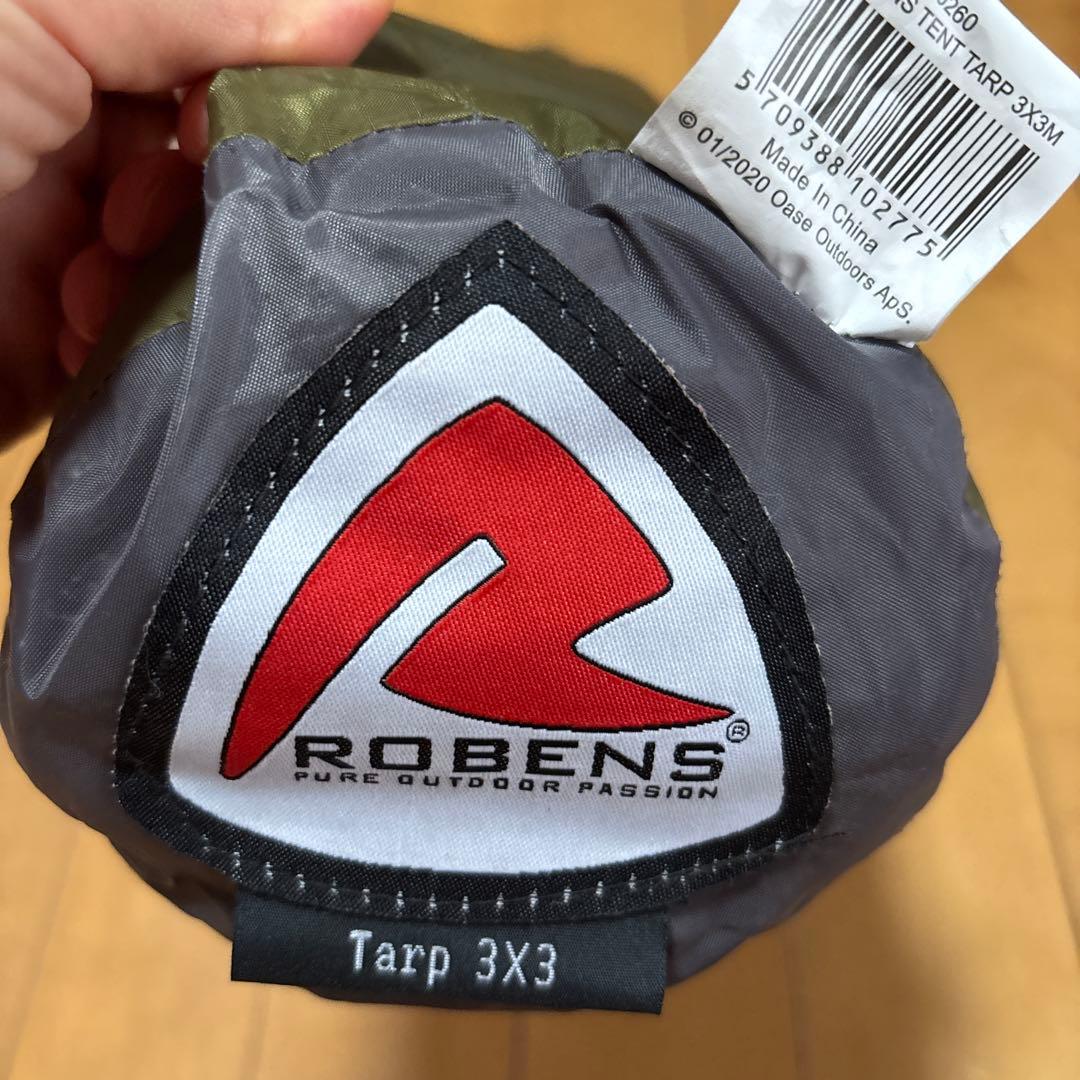 TENT TARP 3X3M
5 709388 102775
Made In China
© 01/2020 Oase Outdoors ApS.
R
ROBENS®
PURE OUTDOOR PASSION
Tarp 3X3